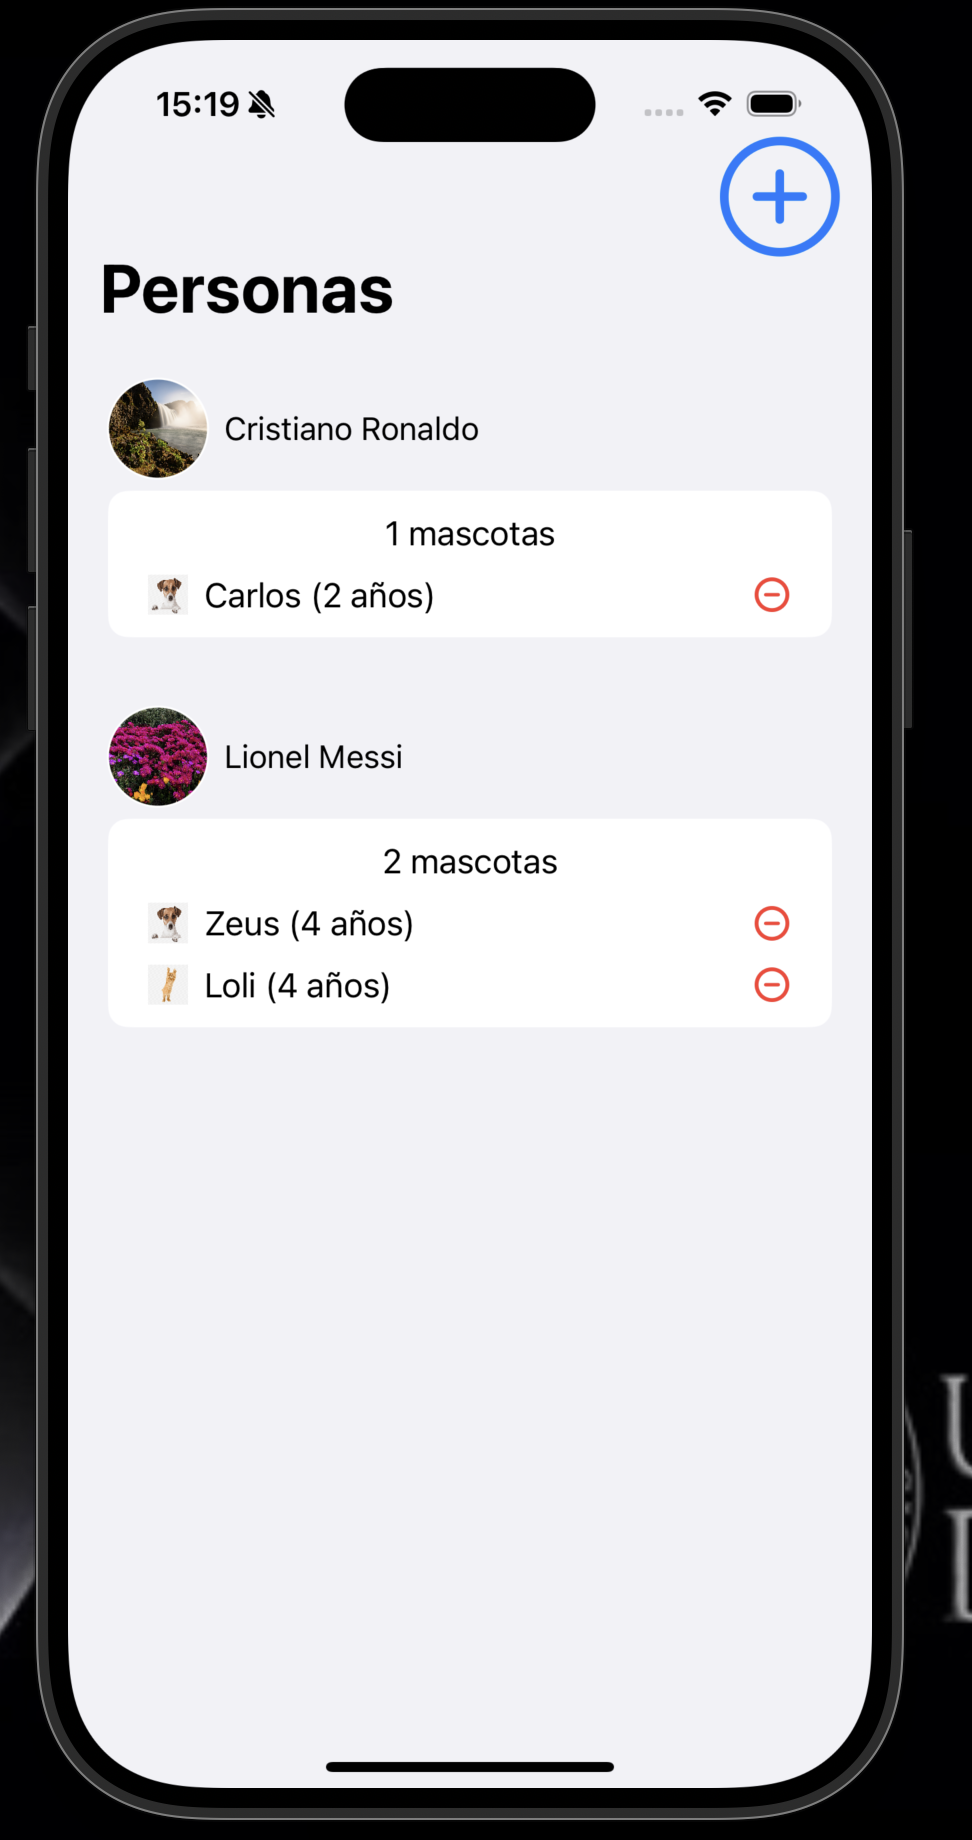 15:19
Personas
Cristiano Ronaldo
1 mascotas
Carlos (2 años)
Lionel Messi
2 mascotas
Zeus (4 años)
Loli (4 años)